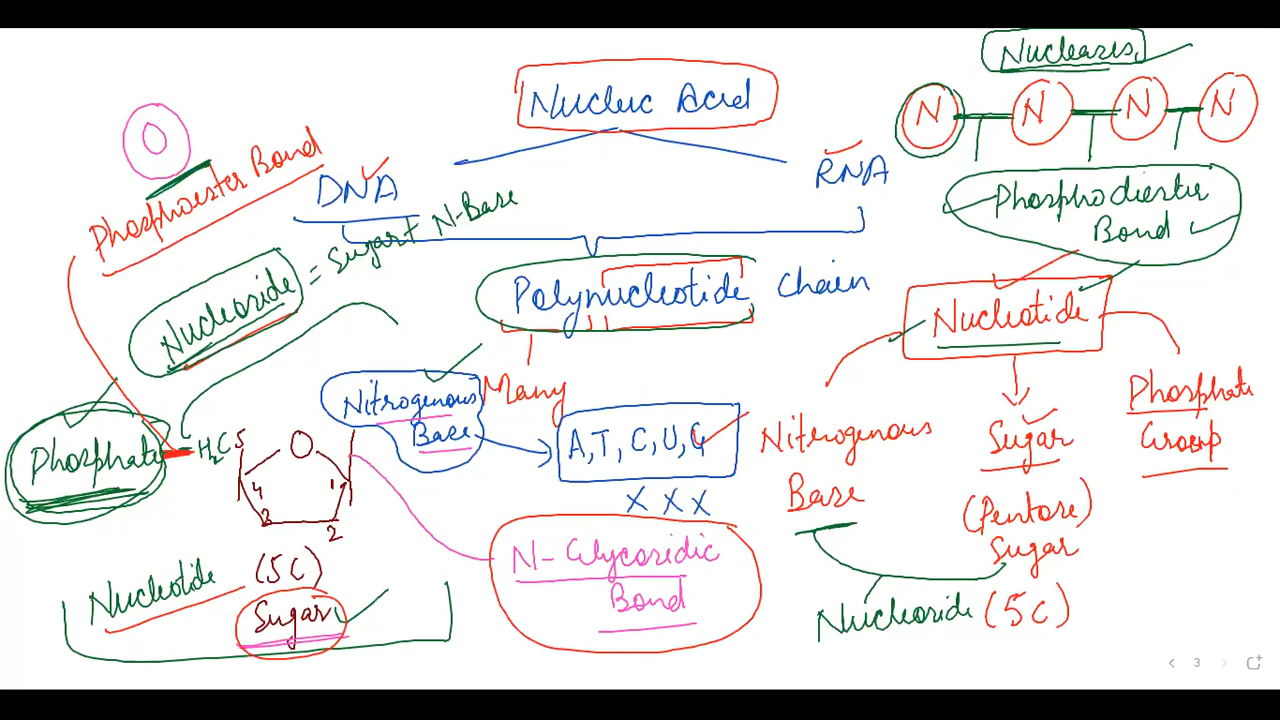 Nucleases
Nucleic Acid
N N N N
O
Phosphoester Bond
DNA
RNA
Phosphodiester
Bond
Nucleoside = Sugar + N-Base
Polynucleotide Chain
Nucleotide
Many
Nitrogenous
Base
A, T, C, U, G
Nitrogenous
Base
Sugar
(Pentose)
Sugar
(5C)
Phosphate
Group
Phosphate
H₂C
5
O
4
1
3
2
X X X
N-Glycosidic
Bond
Nucleotide
(5C)
Sugar
Nucleoside
< 3 >